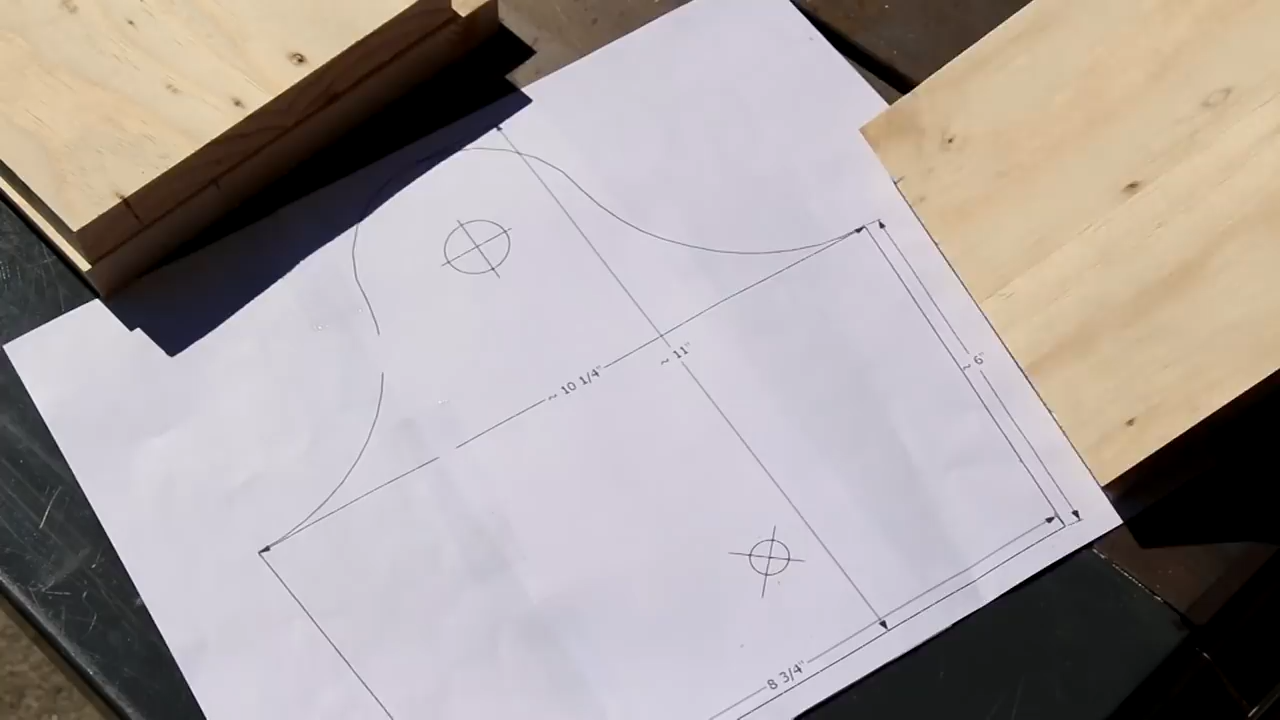 ~ 11"
~ 10 1/4"
~ 6"
8 3/4"